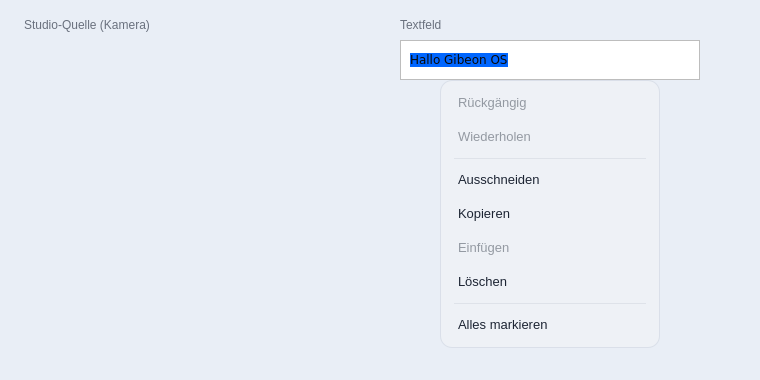 Studio-Quelle (Kamera)
Textfeld
Hallo Gibeon OS
Rückgängig
Wiederholen
Ausschneiden
Kopieren
Einfügen
Löschen
Alles markieren